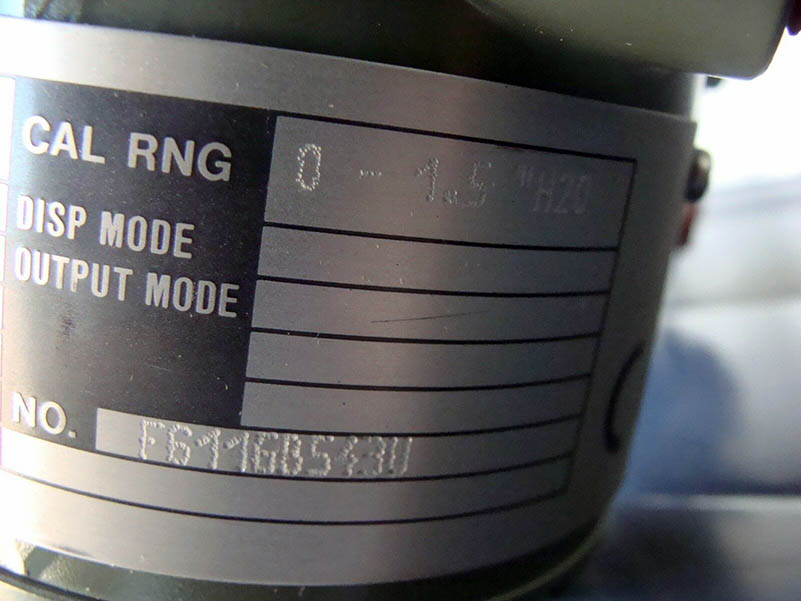 CAL RNG 0 - 1.5 "H2O
DISP MODE
OUTPUT MODE
NO.